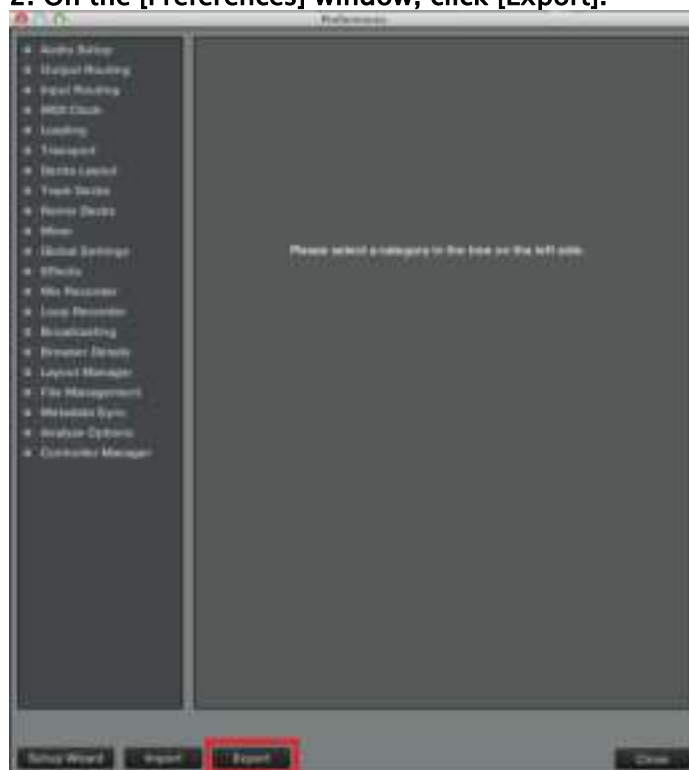 2. On the [Preferences] window, click [Export].
Preferences
Audio Setup
Output Routing
Input Routing
MIDI Clock
Loading
Transport
Decks Layout
Track Decks
Remix Decks
Mixer
Global Settings
Effects
Mix Recorder
Loop Recorder
Broadcasting
Browser Details
Layout Manager
File Management
Metadata Sync
Analyze Options
Controller Manager
Please select a category in the tree on the left side.
Setup Wizard
Import
Export
Close